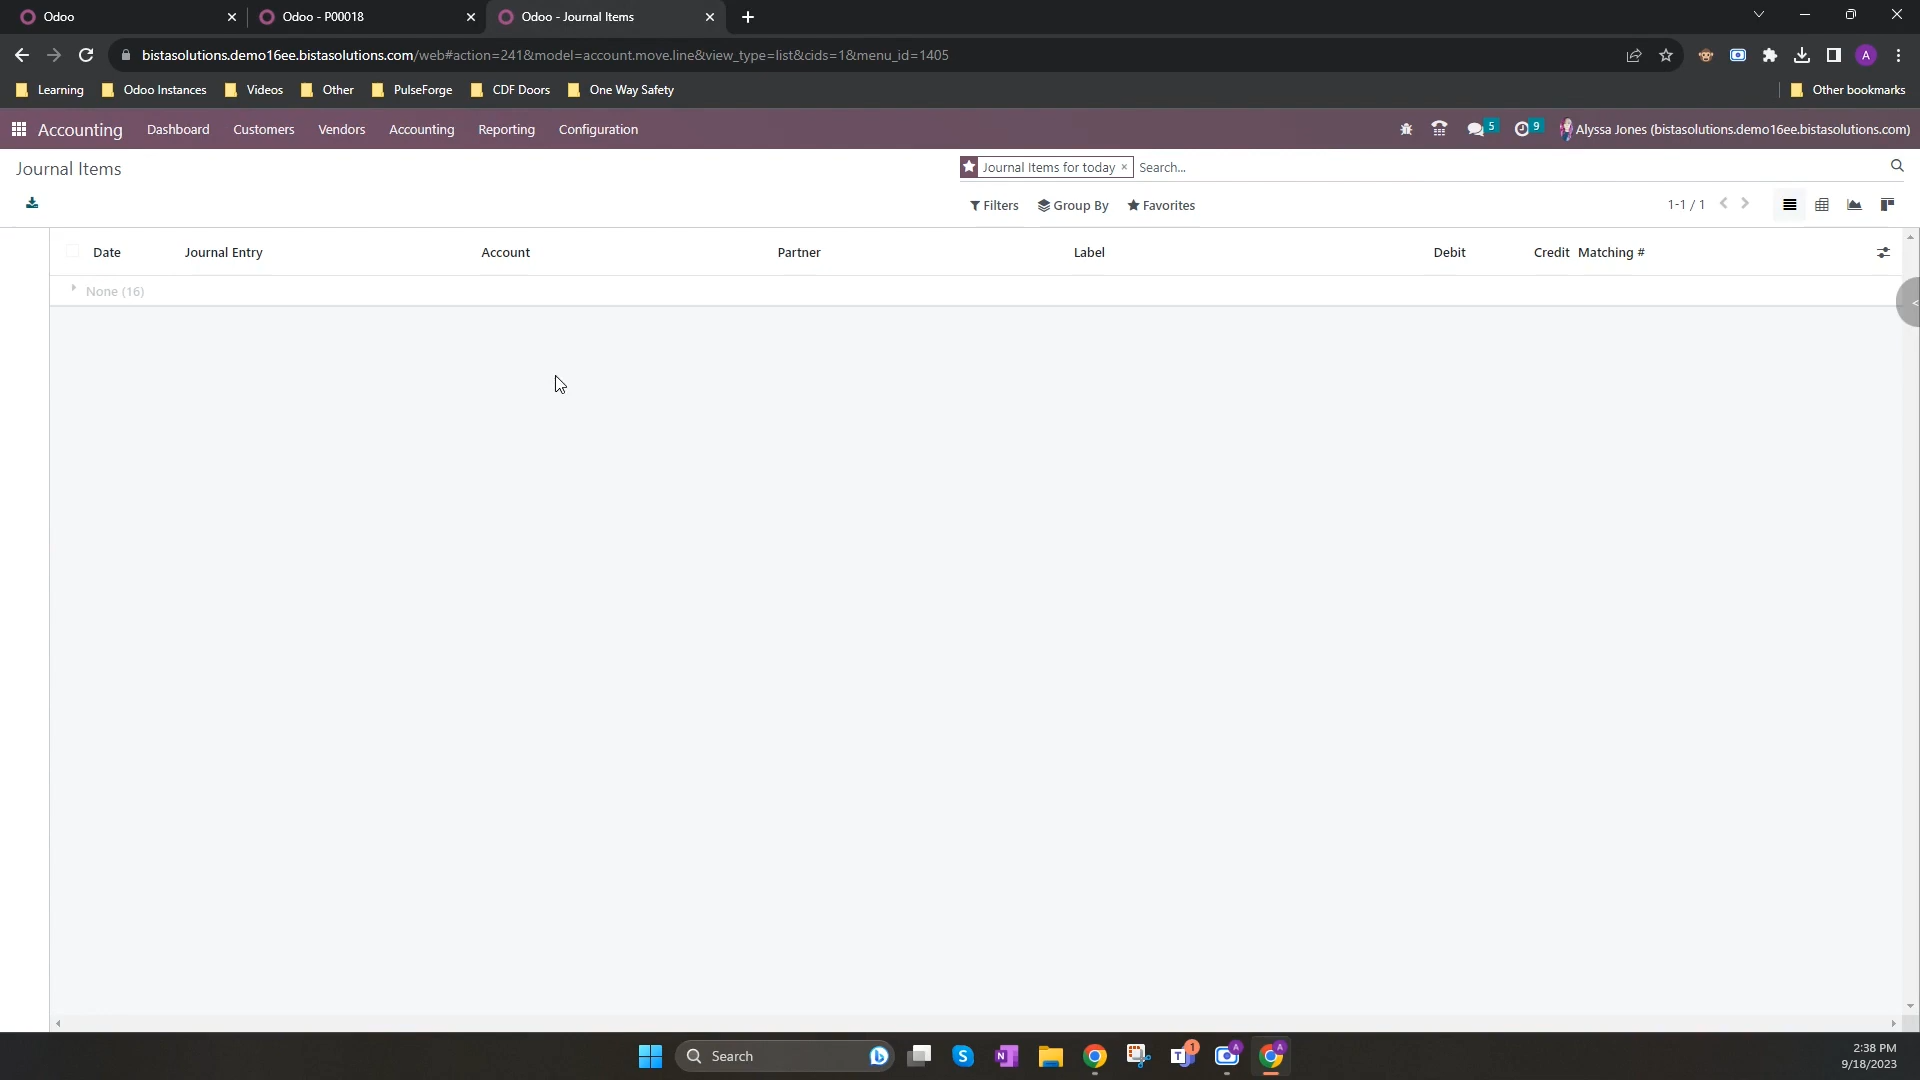 Odoo
Odoo - P00018
Odoo - Journal Items
bistasolutions.demo16ee.bistasolutions.com/web#action=241&model=account.move.line&view_type=list&cids=1&menu_id=1405
A
Learning
Odoo Instances
Videos
Other
PulseForge
CDF Doors
One Way Safety
Other bookmarks
Accounting
Dashboard
Customers
Vendors
Accounting
Reporting
Configuration
5
9
Alyssa Jones (bistasolutions.demo16ee.bistasolutions.com)
Journal Items
Journal Items for today ×
Search...
Filters
Group By
Favorites
1-1 / 1
Date
Journal Entry
Account
Partner
Label
Debit
Credit
Matching #
None (16)
<
Search
b
S
N
T
1
A
A
2:38 PM
9/18/2023